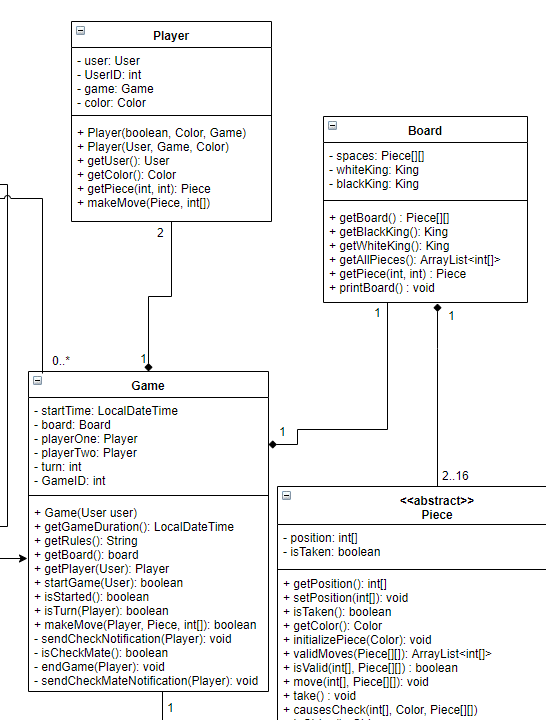 Player
- user: User
- UserID: int
- game: Game
- color: Color
+ Player(boolean, Color, Game)
+ Player(User, Game, Color)
+ getUser(): User
+ getColor(): Color
+ getPiece(int, int): Piece
+ makeMove(Piece, int[])
2
1
0..*
Board
- spaces: Piece[][]
- whiteKing: King
- blackKing: King
+ getBoard() : Piece[][]
+ getBlackKing(): King
+ getWhiteKing(): King
+ getAllPieces(): ArrayList<int[]>
+ getPiece(int, int) : Piece
+ printBoard() : void
1
1
1
2..16
Game
- startTime: LocalDateTime
- board: Board
- playerOne: Player
- playerTwo: Player
- turn: int
- GameID: int
+ Game(User user)
+ getGameDuration(): LocalDateTime
+ getRules(): String
+ getBoard(): board
+ getPlayer(User): Player
+ startGame(User): boolean
+ isStarted(): boolean
+ isTurn(Player): boolean
+ makeMove(Player, Piece, int[]): boolean
- sendCheckNotification(Player): void
- isCheckMate(): boolean
- endGame(Player): void
- sendCheckMateNotification(Player): void
1
<<abstract>>
Piece
- position: int[]
- isTaken: boolean
+ getPosition(): int[]
+ setPosition(int[]): void
+ isTaken(): boolean
+ getColor(): Color
+ initializePiece(Color): void
+ validMoves(Piece[][]): ArrayList<int[]>
+ isValid(int[], Piece[][]) : boolean
+ move(int[], Piece[][]): void
+ take() : void
+ causesCheck(int[], Color, Piece[][])